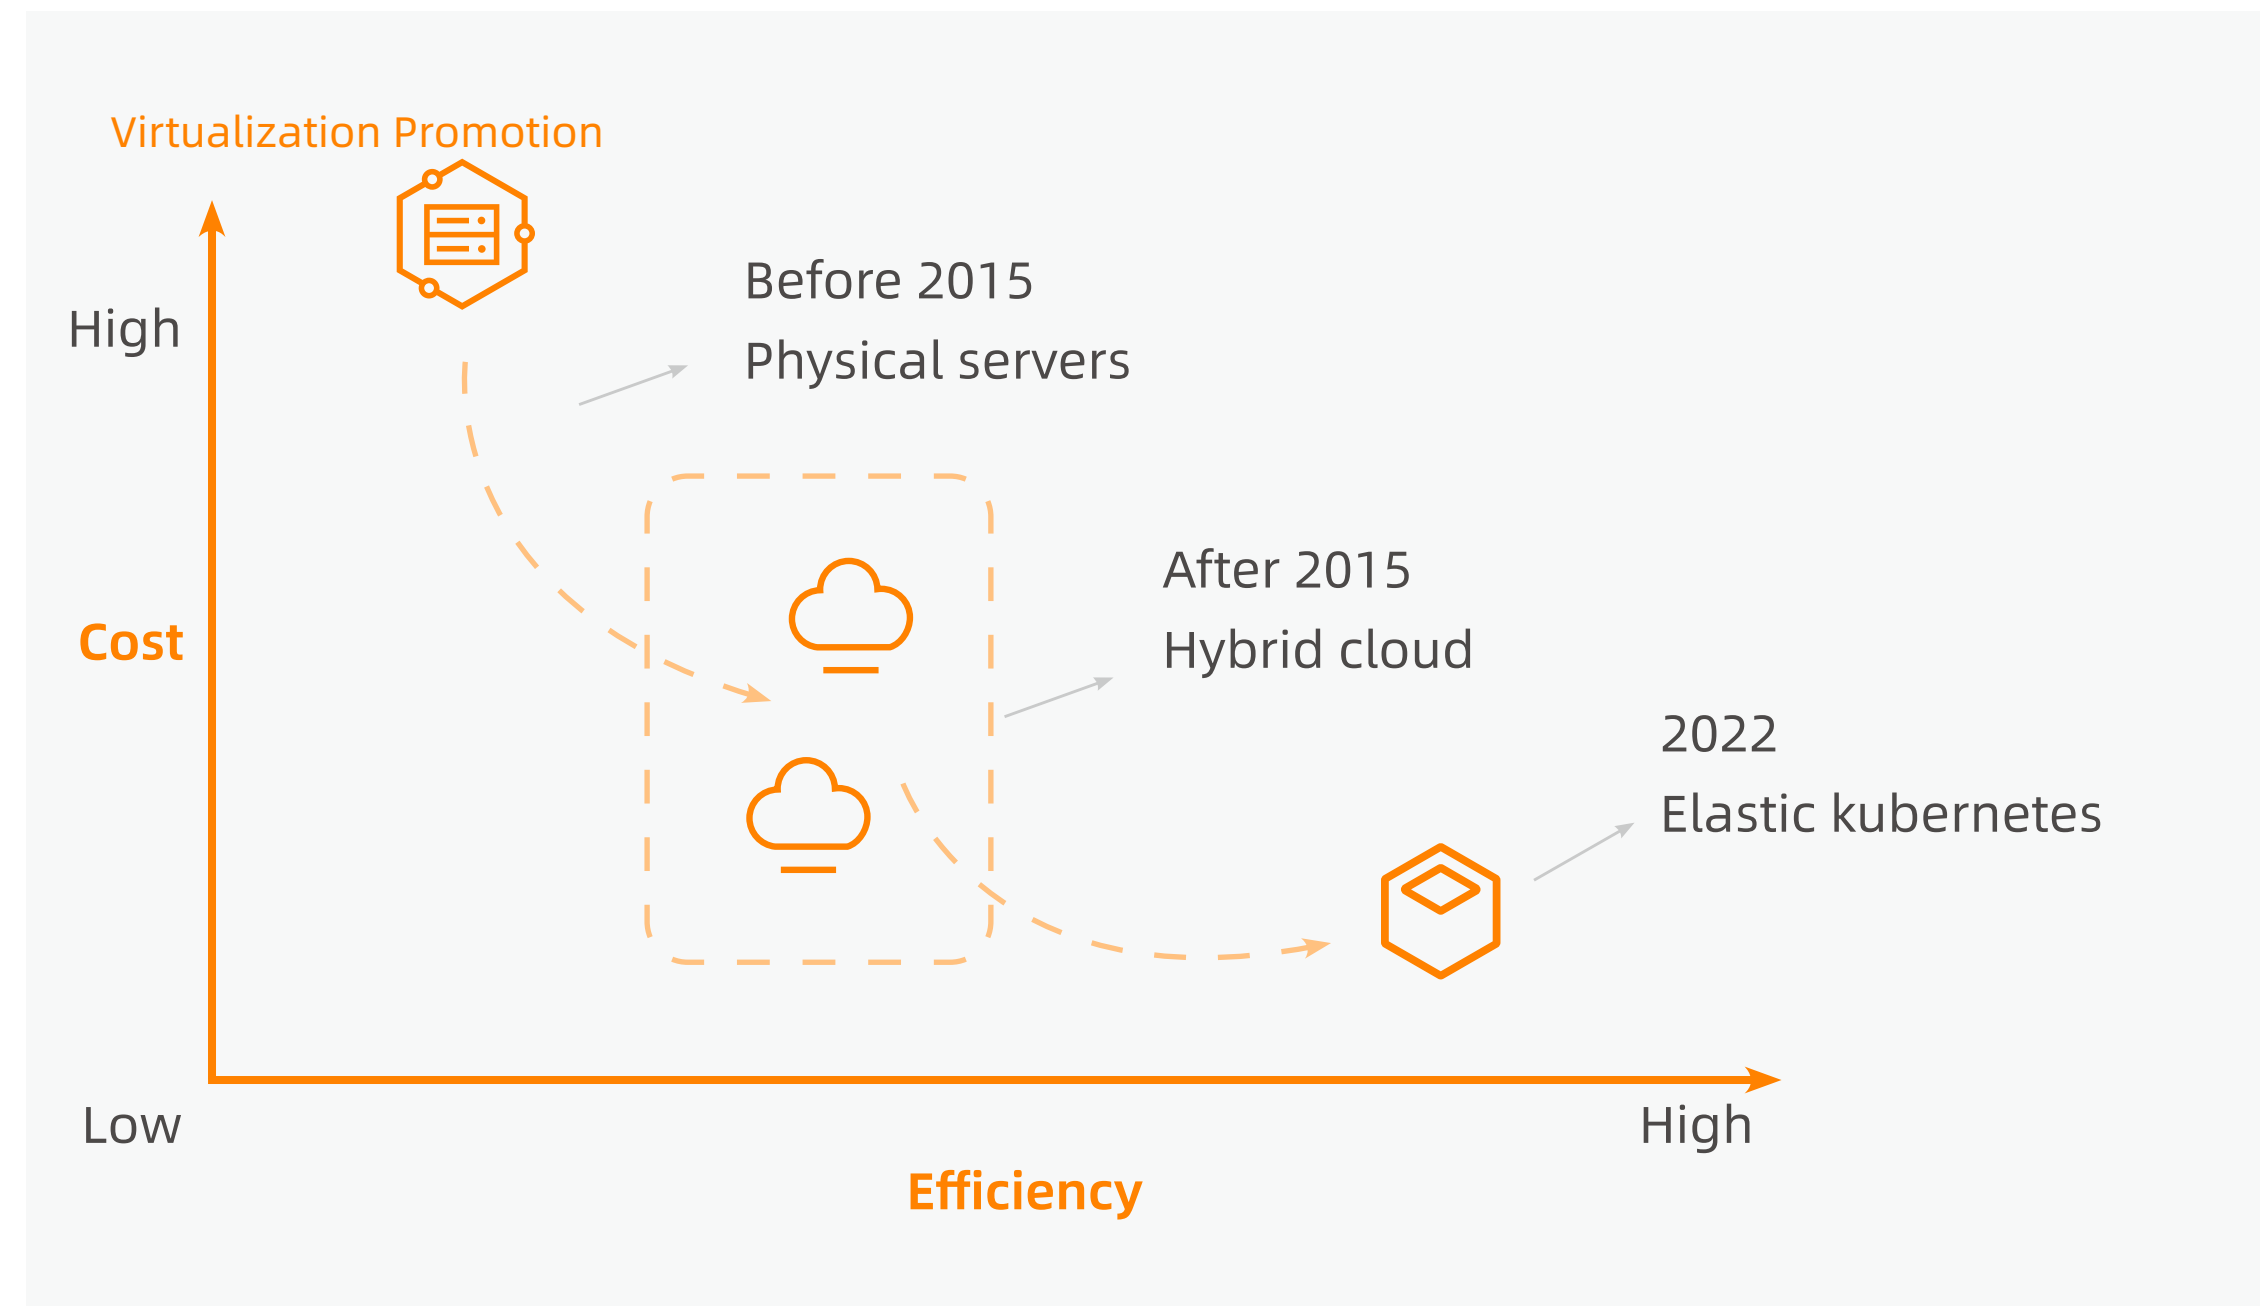 Virtualization Promotion
Before 2015
Physical servers
High
After 2015
Hybrid cloud
Cost
2022
Elastic kubernetes
Low
High
Efficiency